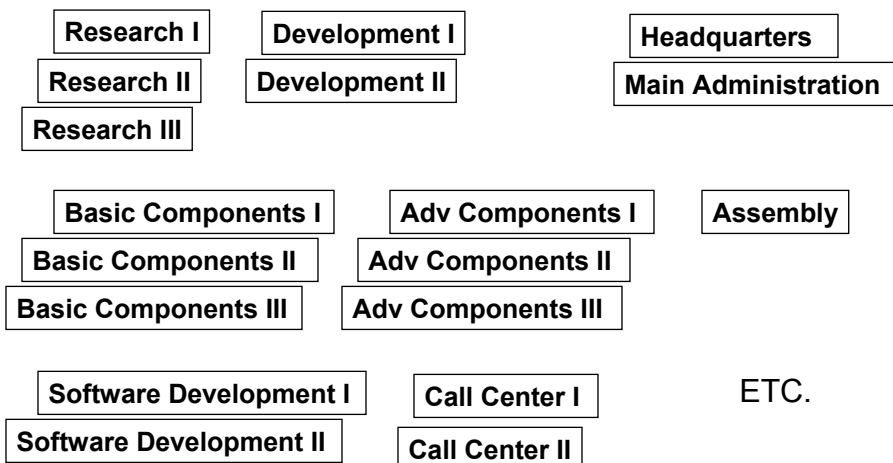 Research I
Research II
Research III
Development I
Development II
Headquarters
Main Administration
Basic Components I
Basic Components II
Basic Components III
Adv Components I
Adv Components II
Adv Components III
Assembly
Software Development I
Software Development II
Call Center I
Call Center II
ETC.